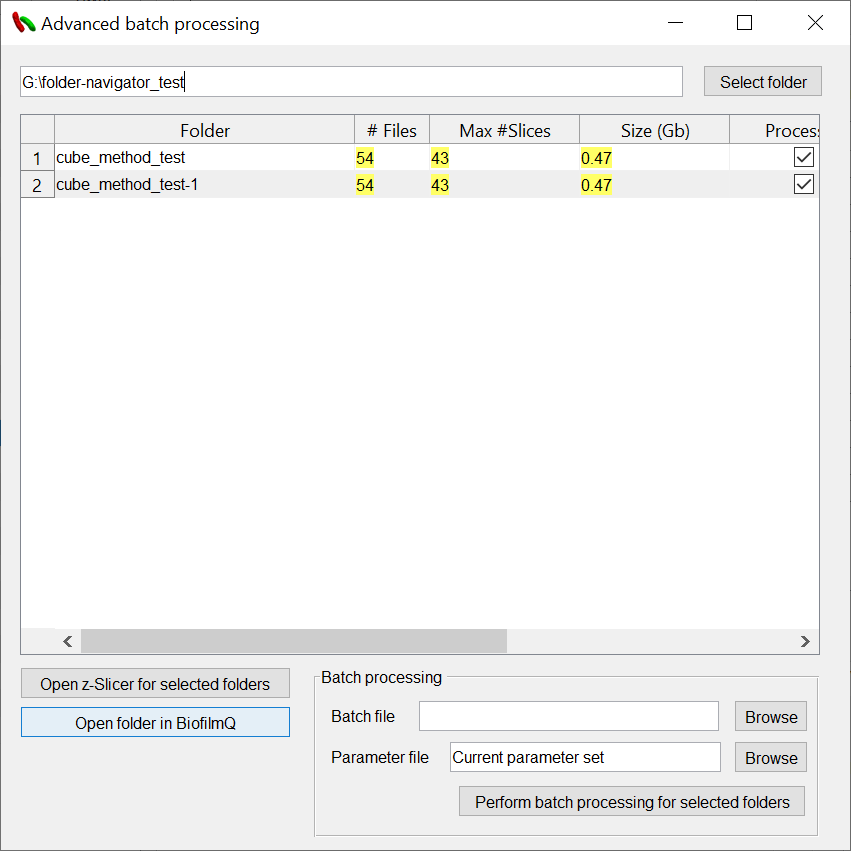 Advanced batch processing
G:\folder-navigator_test
Select folder
Folder # Files Max #Slices Size (Gb) Process
1 cube_method_test 54 43 0.47
2 cube_method_test-1 54 43 0.47
Open z-Slicer for selected folders
Open folder in BiofilmQ
Batch processing
Batch file
Browse
Parameter file Current parameter set Browse
Perform batch processing for selected folders